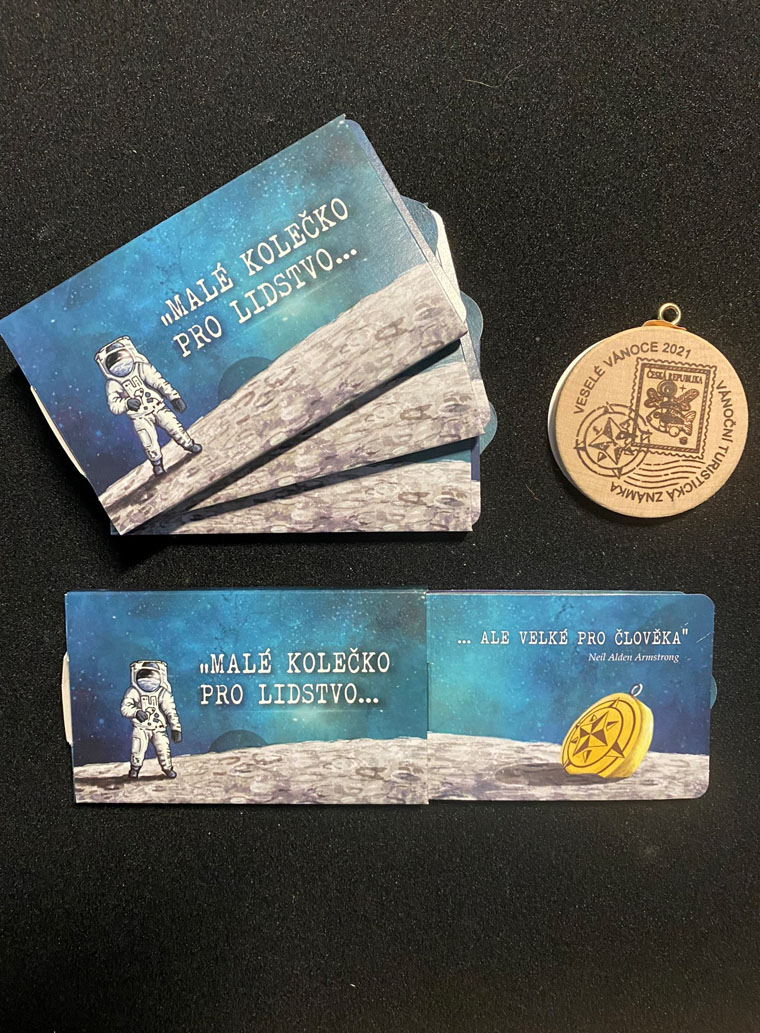 „MALÉ KOLEČKO
PRO LIDSTVO...
VESELÉ VÁNOCE 2021
VÁNOČNÍ TURISTICKÁ ZNÁMKA
ČESKÁ REPUBLIKA
„MALÉ KOLEČKO
PRO LIDSTVO...
... ALE VELKÉ PRO ČLOVĚKA"
Neil Alden Armstrong